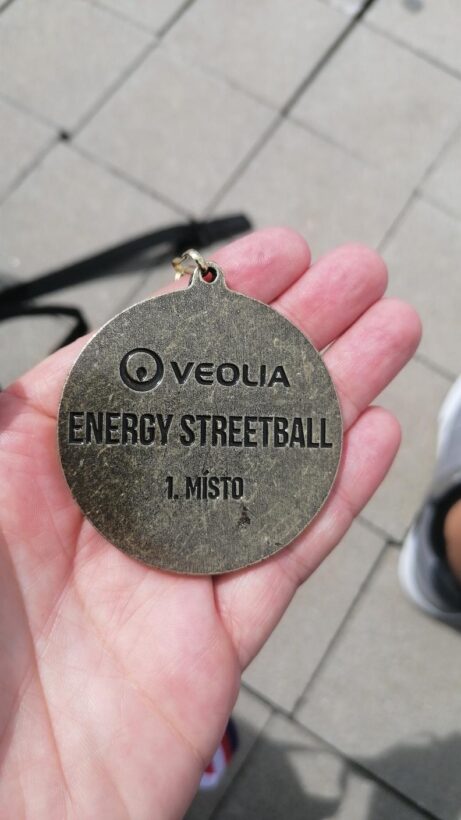 VEOLIA
ENERGY STREETBALL
1. MÍSTO